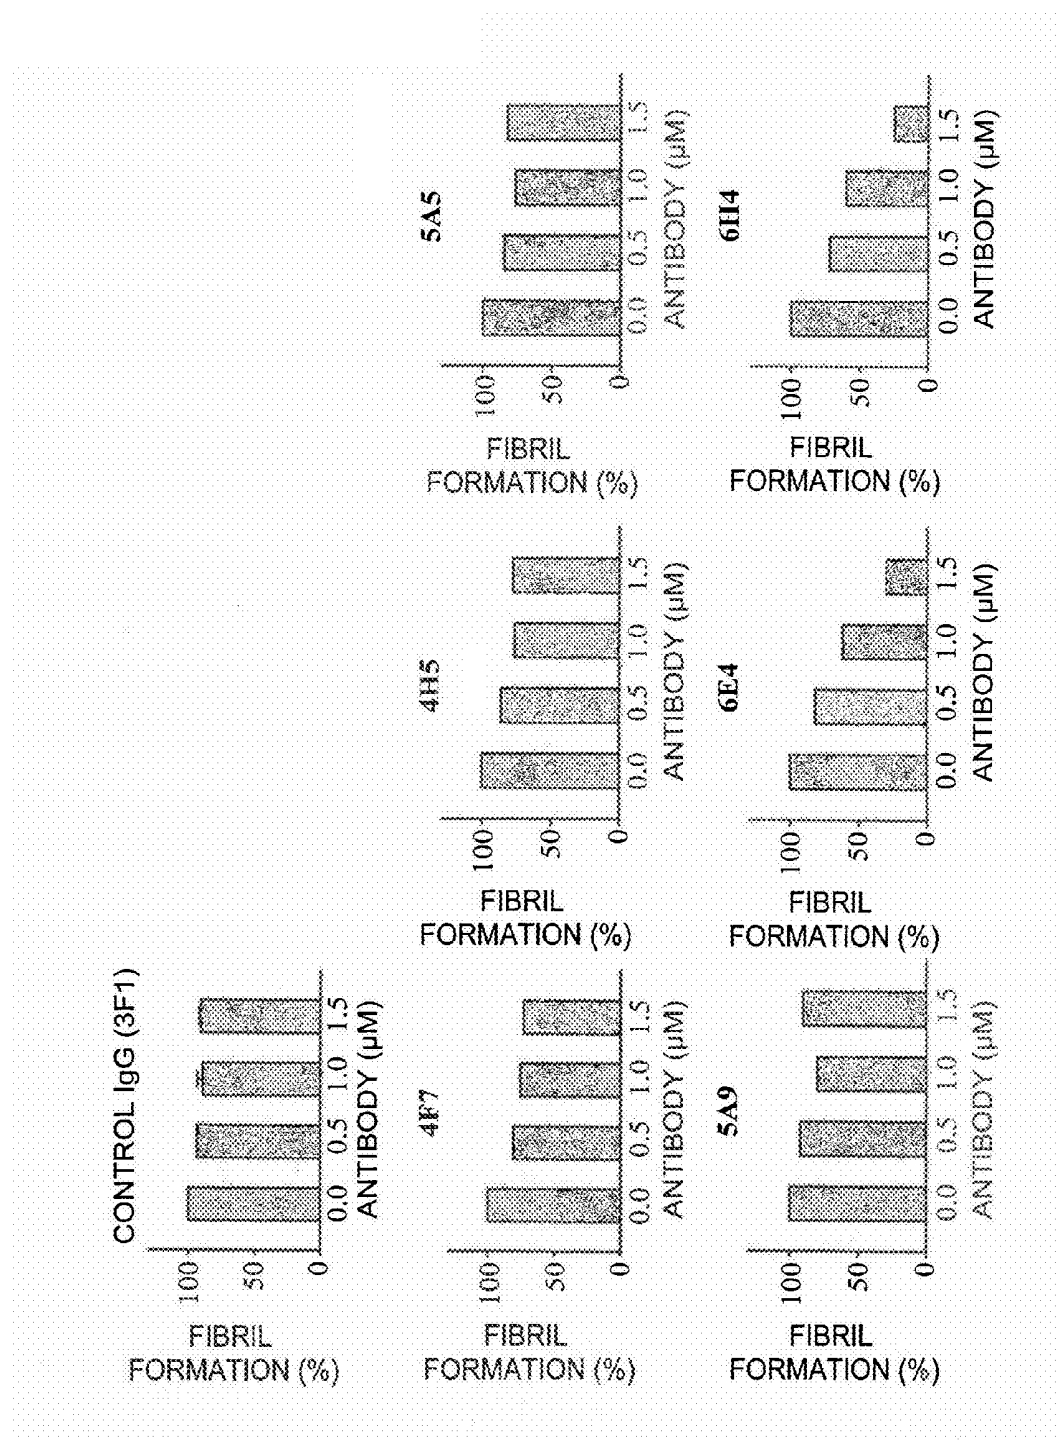 CONTROL IgG (3F1)
FIBRIL
FORMATION (%)
100
50
0
0.0 0.5 1.0 1.5
ANTIBODY (µM)
4F7
FIBRIL
FORMATION (%)
100
50
0
0.0 0.5 1.0 1.5
ANTIBODY (µM)
4H5
FIBRIL
FORMATION (%)
100
50
0
0.0 0.5 1.0 1.5
ANTIBODY (µM)
5A5
FIBRIL
FORMATION (%)
100
50
0
0.0 0.5 1.0 1.5
ANTIBODY (µM)
5A9
FIBRIL
FORMATION (%)
100
50
0
0.0 0.5 1.0 1.5
ANTIBODY (µM)
6E4
FIBRIL
FORMATION (%)
100
50
0
0.0 0.5 1.0 1.5
ANTIBODY (µM)
6H4
FIBRIL
FORMATION (%)
100
50
0
0.0 0.5 1.0 1.5
ANTIBODY (µM)